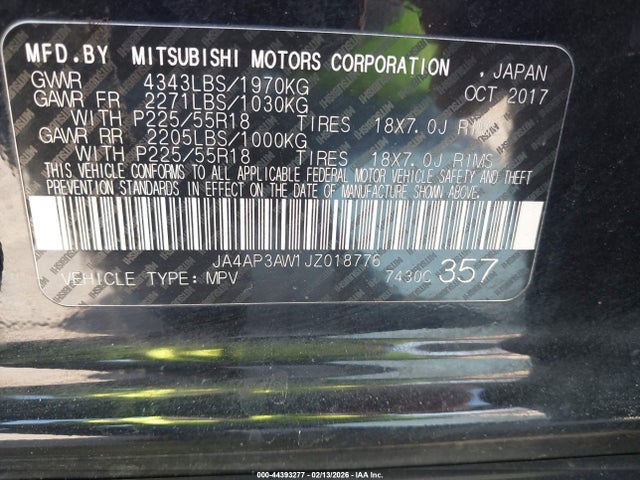 MFD.BY MITSUBISHI MOTORS CORPORATION , JAPAN
GVWR 4343LBS/1970KG OCT 2017
GAWR FR 2271LBS/1030KG
WITH P225/55R18 TIRES 18X7.0J RIMS
GAWR RR 2205LBS/1000KG
WITH P225/55R18 TIRES 18X7.0J RIMS
THIS VEHICLE CONFORMS TO ALL APPLICABLE FEDERAL MOTOR VEHICLE SAFETY AND THEFT
PREVENTION STANDARDS IN EFFECT ON THE DATE OF MANUFACTURE SHOWN ABOVE.
JA4AP3AW1JZ018776
VEHICLE TYPE: MPV 7430C 357
000-44393277 - 02/13/2026 - IAA Inc.